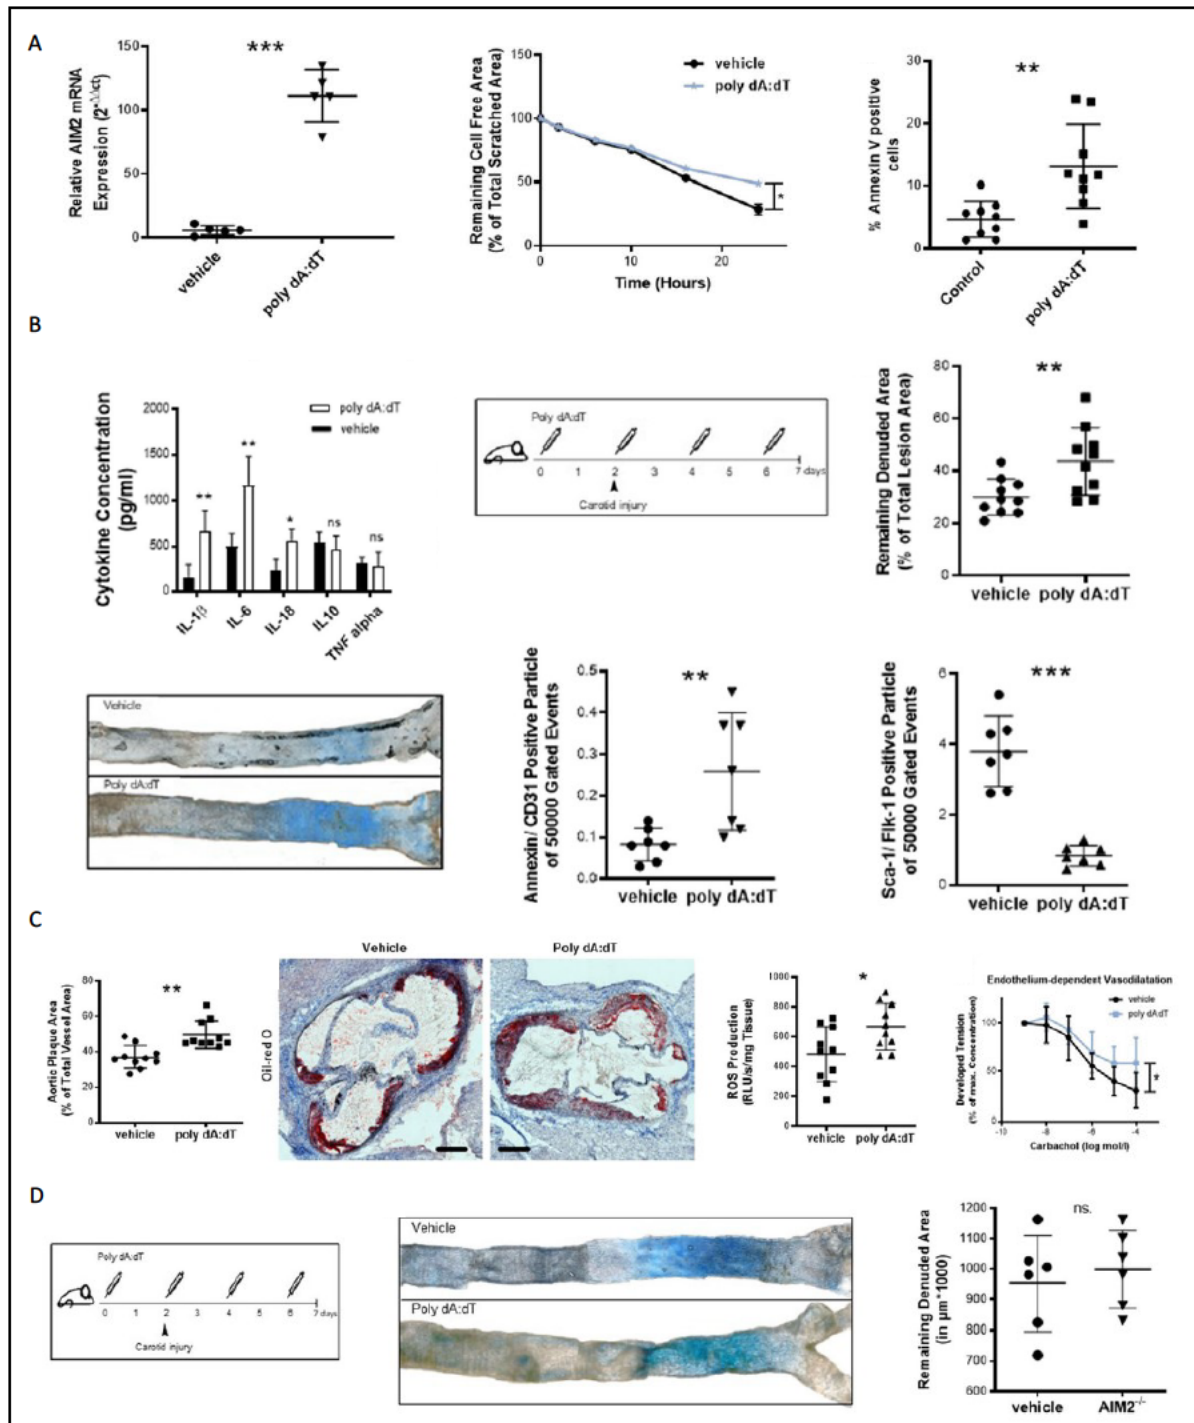 A
Relative AIM2 mRNA
Expression (2^-ΔΔct)
150
100
50
0
***
vehicle
poly dA:dT
Remaining Cell Free Area
(% of Total Scratched Area)
150
100
50
0
vehicle
poly dA:dT
*
0
10
20
Time (Hours)
% Annexin V positive
cells
30
20
10
0
**
Control
poly dA:dT
B
Cytokine Concentration
(pg/ml)
2000
1500
1000
500
0
poly dA:dT
vehicle
**
**
*
ns
ns
IL-1β
IL-6
IL-18
IL10
TNF alpha
Poly dA:dT
0 1 2 3 4 5 6 7 days
Carotid injury
Remaining Denuded Area
(% of Total Lesion Area)
80
60
40
20
0
**
vehicle poly dA:dT
Vehicle
Poly dA:dT
Annexin/ CD31 Positive Particle
of 50000 Gated Events
0.5
0.4
0.3
0.2
0.1
0.0
**
vehicle poly dA:dT
Sca-1/ Flk-1 Positive Particle
of 50000 Gated Events
6
4
2
0
***
vehicle poly dA:dT
C
Aortic Plaque Area
(% of Total Vessel Area)
80
60
40
20
0
**
vehicle poly dA:dT
Vehicle
Poly dA:dT
Oil-red O
ROS Production
(RLU/s/mg Tissue)
1000
800
600
400
200
0
*
vehicle poly dA:dT
Endothelium-dependent Vasodilatation
vehicle
poly dA:dT
Developed Tension
(% of max. Concentration)
100
50
0
*
-10 -8 -6 -4 -2
Carbachol (log mol/l)
D
Poly dA:dT
0 1 2 3 4 5 6 7 days
Carotid injury
Vehicle
Poly dA:dT
Remaining Denuded Area
(in µm*1000)
1200
1100
1000
900
800
700
600
ns.
vehicle AIM2-/-